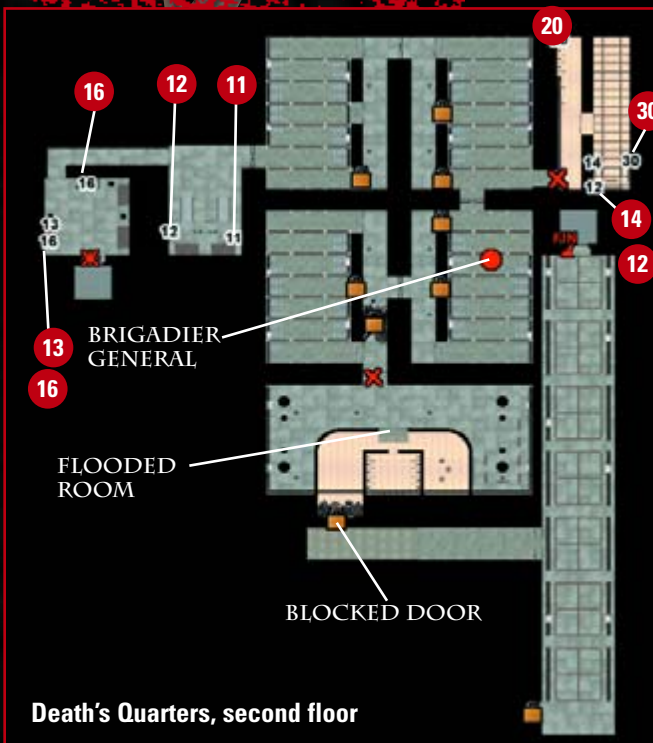 20
16
12
11
30
16
14
30
12
14
13
16
12
11
12
13
16
BRIGADIER
GENERAL
FLOODED
ROOM
BLOCKED DOOR
Death's Quarters, second floor